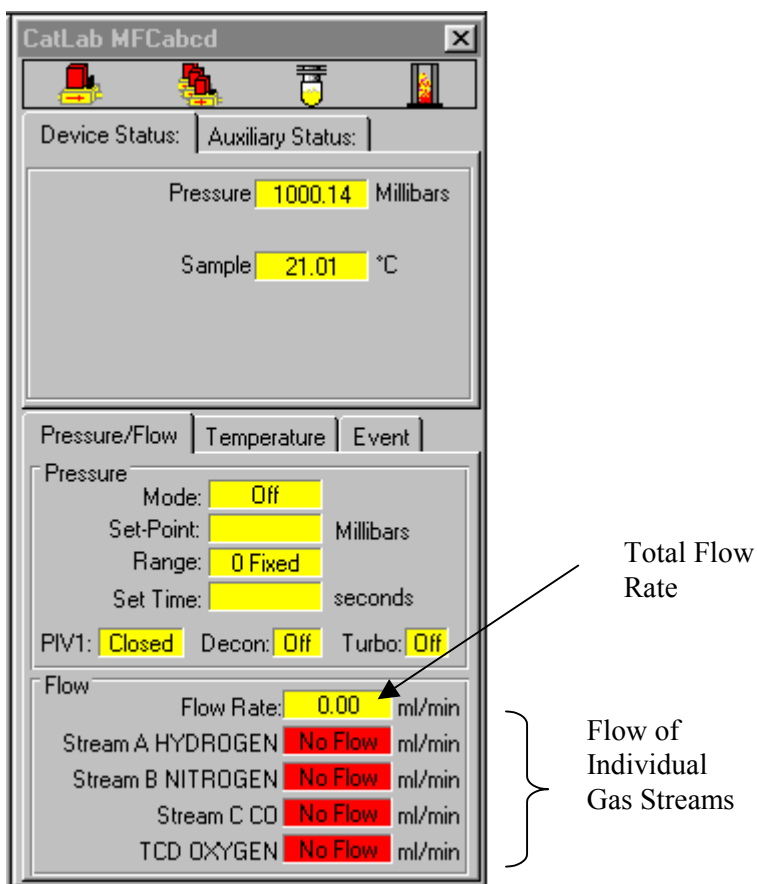 CatLab MFCabcd
Device Status: Auxiliary Status:
Pressure 1000.14 Millibars
Sample 21.01 °C
Pressure/Flow Temperature Event
Pressure
Mode: Off
Set-Point: Millibars
Range: 0 Fixed
Set Time: seconds
PIV1: Closed Decon: Off Turbo: Off
Flow
Flow Rate: 0.00 ml/min
Stream A HYDROGEN No Flow ml/min
Stream B NITROGEN No Flow ml/min
Stream C CO No Flow ml/min
TCD OXYGEN No Flow ml/min
Total Flow
Rate
Flow of
Individual
Gas Streams